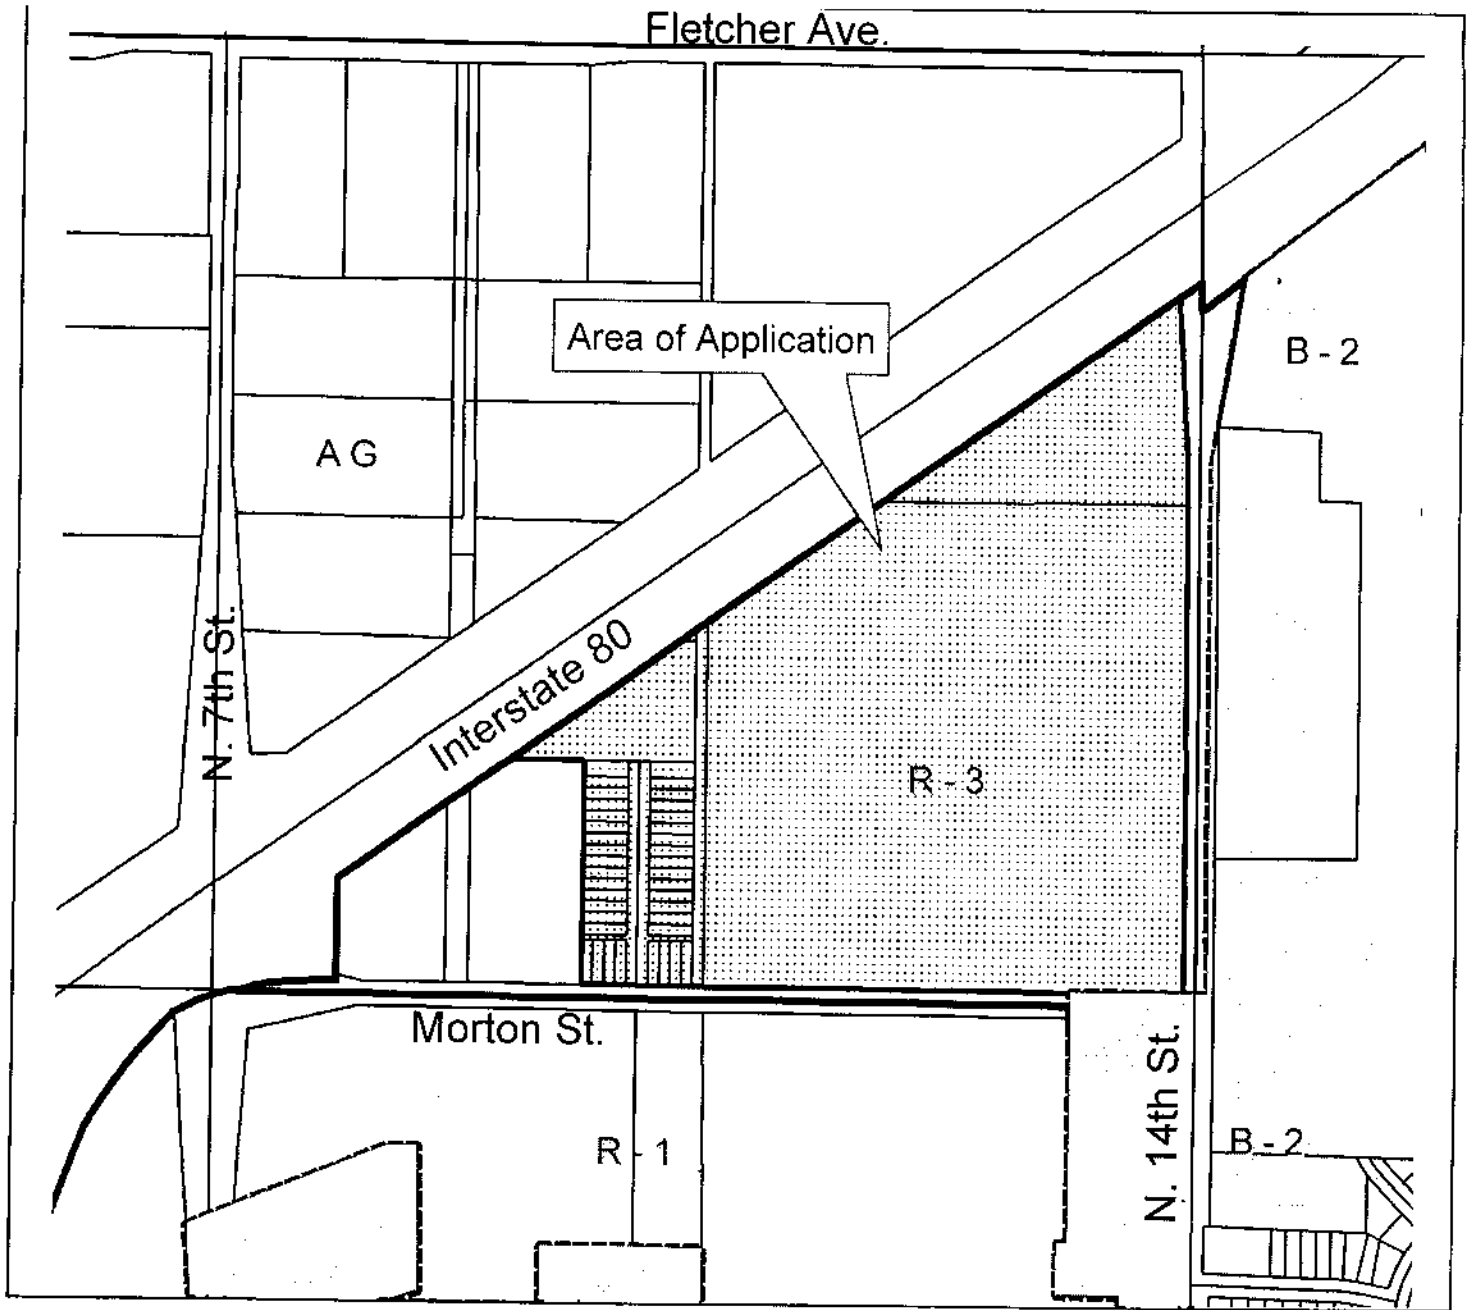 Fletcher Ave.
Area of Application
B - 2
A G
N. 7th St.
Interstate 80
R - 3
Morton St.
N. 14th St.
R - 1
B - 2